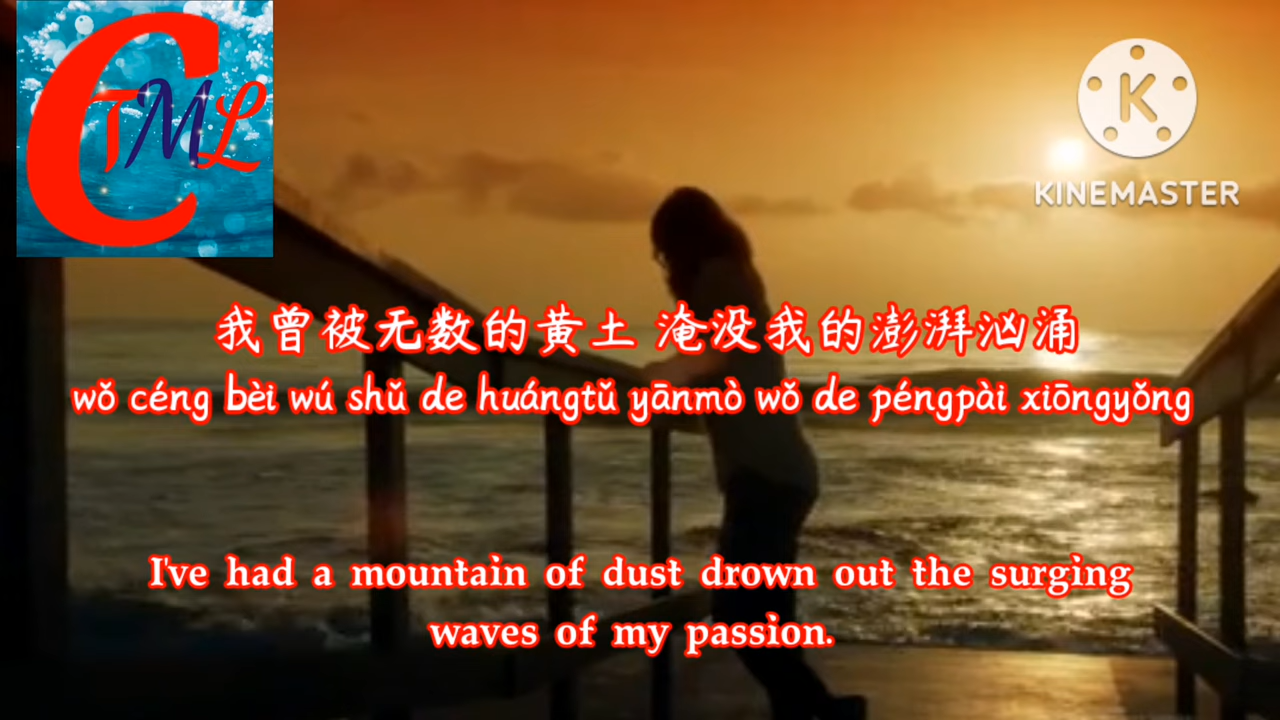 CTML
K
KINEMASTER
我曾被无数的黄土 淹没我的澎湃汹涌
wǒ céng bèi wú shǔ de huángtǔ yānmò wǒ de péngpài xiōngyǒng
I've had a mountain of dust drown out the surging
waves of my passion.